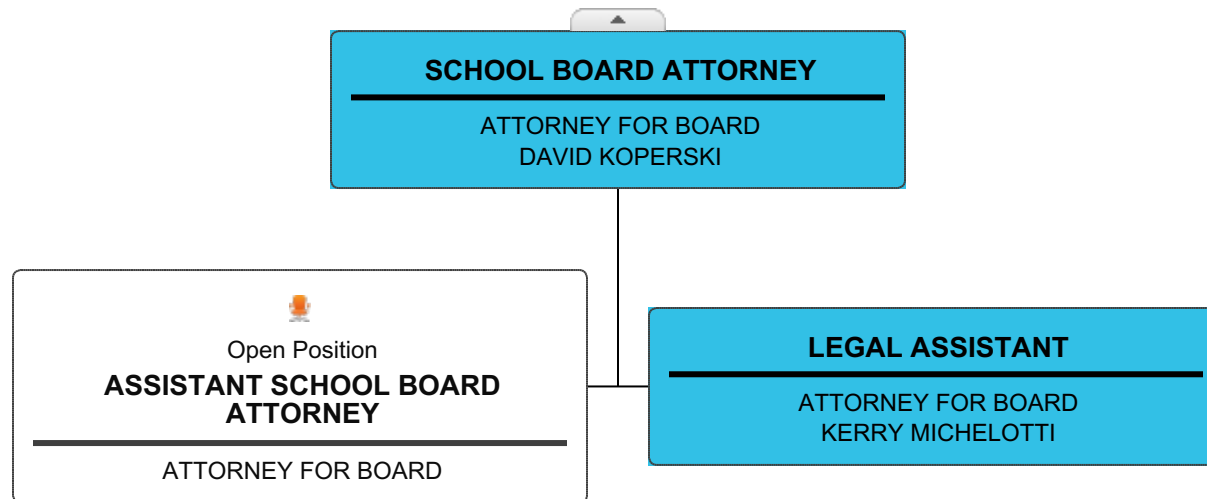 SCHOOL BOARD ATTORNEY
ATTORNEY FOR BOARD
DAVID KOPERSKI
Open Position
ASSISTANT SCHOOL BOARD
ATTORNEY
ATTORNEY FOR BOARD
LEGAL ASSISTANT
ATTORNEY FOR BOARD
KERRY MICHELOTTI